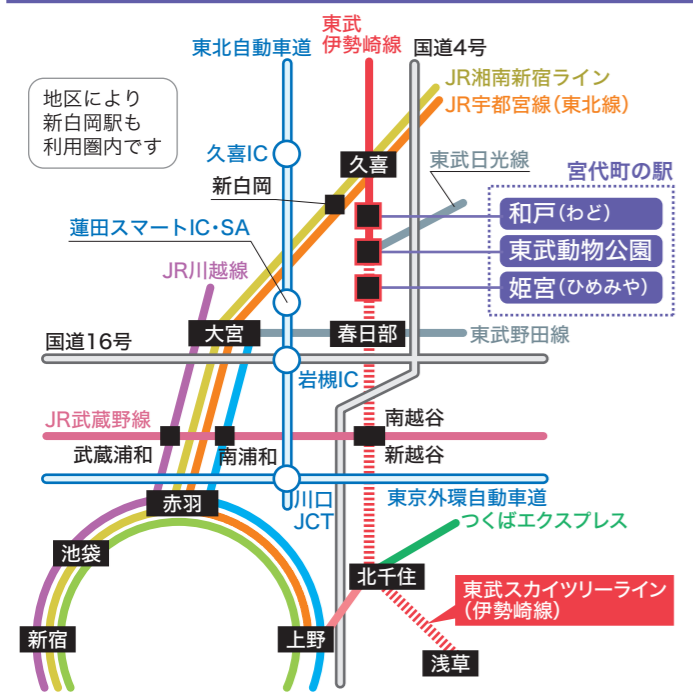 東武
伊勢崎線
東北自動車道
国道4号
JR湘南新宿ライン
JR宇都宮線(東北線)
地区により
新白岡駅も
利用圏内です
久喜IC
久喜
東武日光線
宮代町の駅
新白岡
和戸(わど)
蓮田スマートIC・SA
東武動物公園
JR川越線
姫宮(ひめみや)
国道16号
大宮
春日部
東武野田線
岩槻IC
JR武蔵野線
南越谷
武蔵浦和
南浦和
新越谷
赤羽
川口
JCT
東京外環自動車道
つくばエクスプレス
池袋
北千住
東武スカイツリーライン
(伊勢崎線)
新宿
上野
浅草